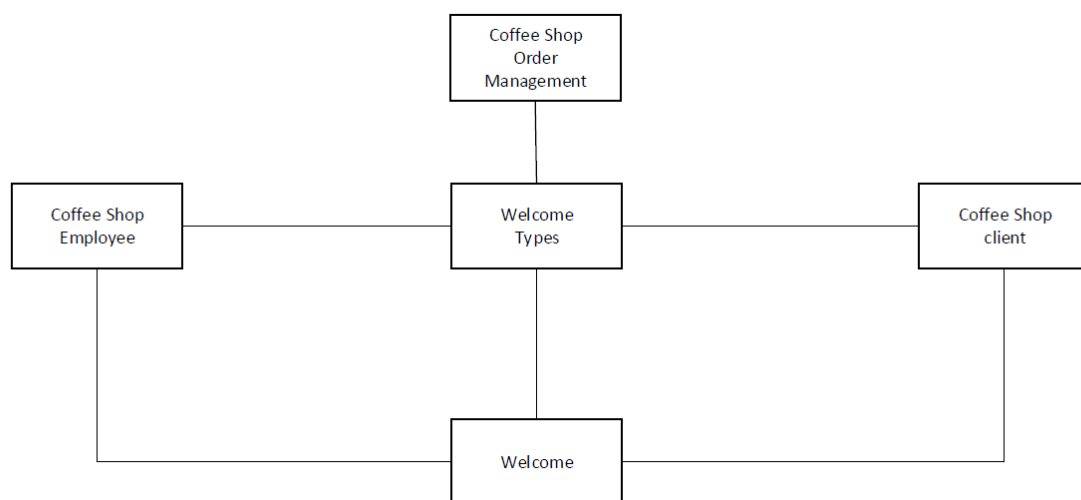 Coffee Shop
Order
Management
Coffee Shop
Employee
Welcome
Types
Coffee Shop
client
Welcome